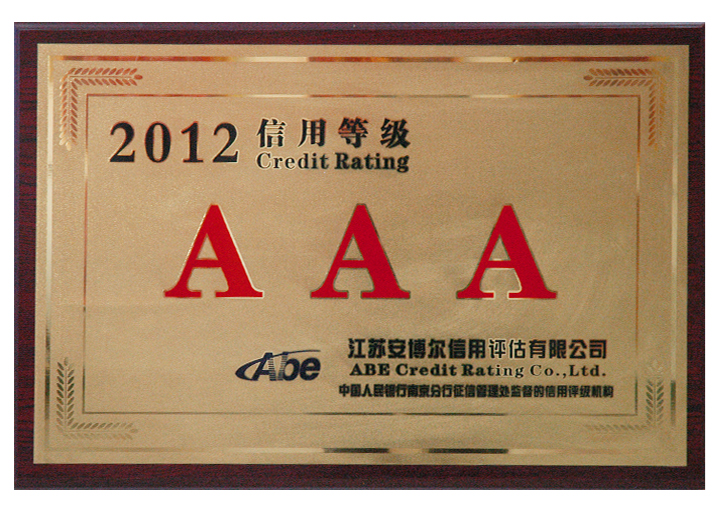 2012 信用等级
Credit Rating
A A A
Abe
江苏安博尔信用评估有限公司
ABE Credit Rating Co.,Ltd.
中国人民银行南京分行征信管理处监督的信用评级机构